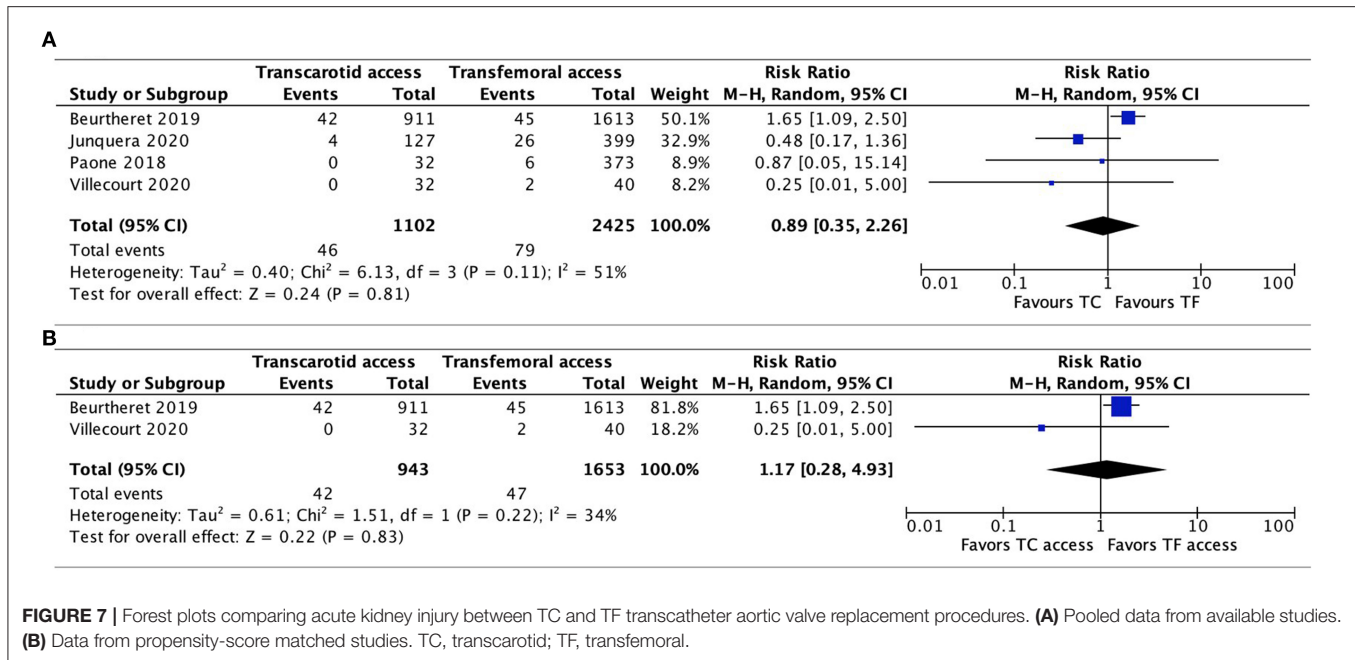 A
Transcarotid access Transfemoral access Risk Ratio Risk Ratio
Study or Subgroup Events Total Events Total Weight M-H, Random, 95% CI M-H, Random, 95% CI
Beurtheret 2019 42 911 45 1613 50.1% 1.65 [1.09, 2.50]
Junquera 2020 4 127 26 399 32.9% 0.48 [0.17, 1.36]
Paone 2018 0 32 6 373 8.9% 0.87 [0.05, 15.14]
Villecourt 2020 0 32 2 40 8.2% 0.25 [0.01, 5.00]
Total (95% CI) 1102 2425 100.0% 0.89 [0.35, 2.26]
Total events 46 79
Heterogeneity: Tau² = 0.40; Chi² = 6.13, df = 3 (P = 0.11); I² = 51%
Test for overall effect: Z = 0.24 (P = 0.81)
0.01 0.1 1 10 100
Favours TC Favours TF
B
Transcarotid access Transfemoral access Risk Ratio Risk Ratio
Study or Subgroup Events Total Events Total Weight M-H, Random, 95% CI M-H, Random, 95% CI
Beurtheret 2019 42 911 45 1613 81.8% 1.65 [1.09, 2.50]
Villecourt 2020 0 32 2 40 18.2% 0.25 [0.01, 5.00]
Total (95% CI) 943 1653 100.0% 1.17 [0.28, 4.93]
Total events 42 47
Heterogeneity: Tau² = 0.61; Chi² = 1.51, df = 1 (P = 0.22); I² = 34%
Test for overall effect: Z = 0.22 (P = 0.83)
0.01 0.1 1 10 100
Favors TC access Favors TF access
FIGURE 7 | Forest plots comparing acute kidney injury between TC and TF transcatheter aortic valve replacement procedures. (A) Pooled data from available studies.
(B) Data from propensity-score matched studies. TC, transcarotid; TF, transfemoral.